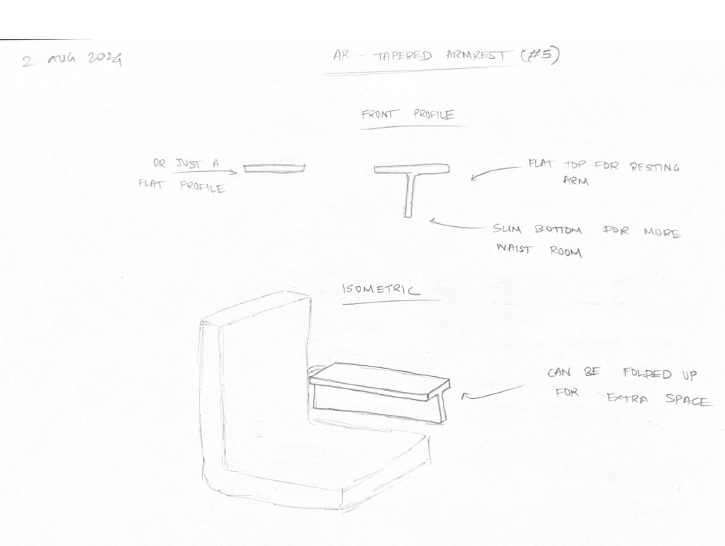 2 AUG 2024
AR - TAPERED ARMREST (#5)
FRONT PROFILE
OR JUST A
FLAT PROFILE
FLAT TOP FOR RESTING
ARM
SLIM BOTTOM FOR MORE
WAIST ROOM
ISOMETRIC
CAN BE FOLDED UP
FOR EXTRA SPACE